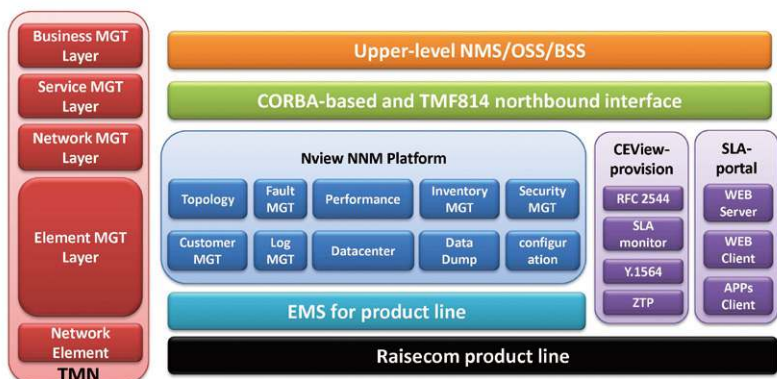 Business MGT
Layer
Service MGT
Layer
Network MGT
Layer
Element MGT
Layer
Network
Element
TMN
Upper-level NMS/OSS/BSS
CORBA-based and TMF814 northbound interface
Nview NNM Platform
Topology
Fault
MGT
Performance
Inventory
MGT
Security
MGT
Customer
MGT
Log
MGT
Datacenter
Data
Dump
configur
ation
CEView-
provision
RFC 2544
SLA
monitor
Y.1564
ZTP
SLA-
portal
WEB
Server
WEB
Client
APPs
Client
EMS for product line
Raisecom product line